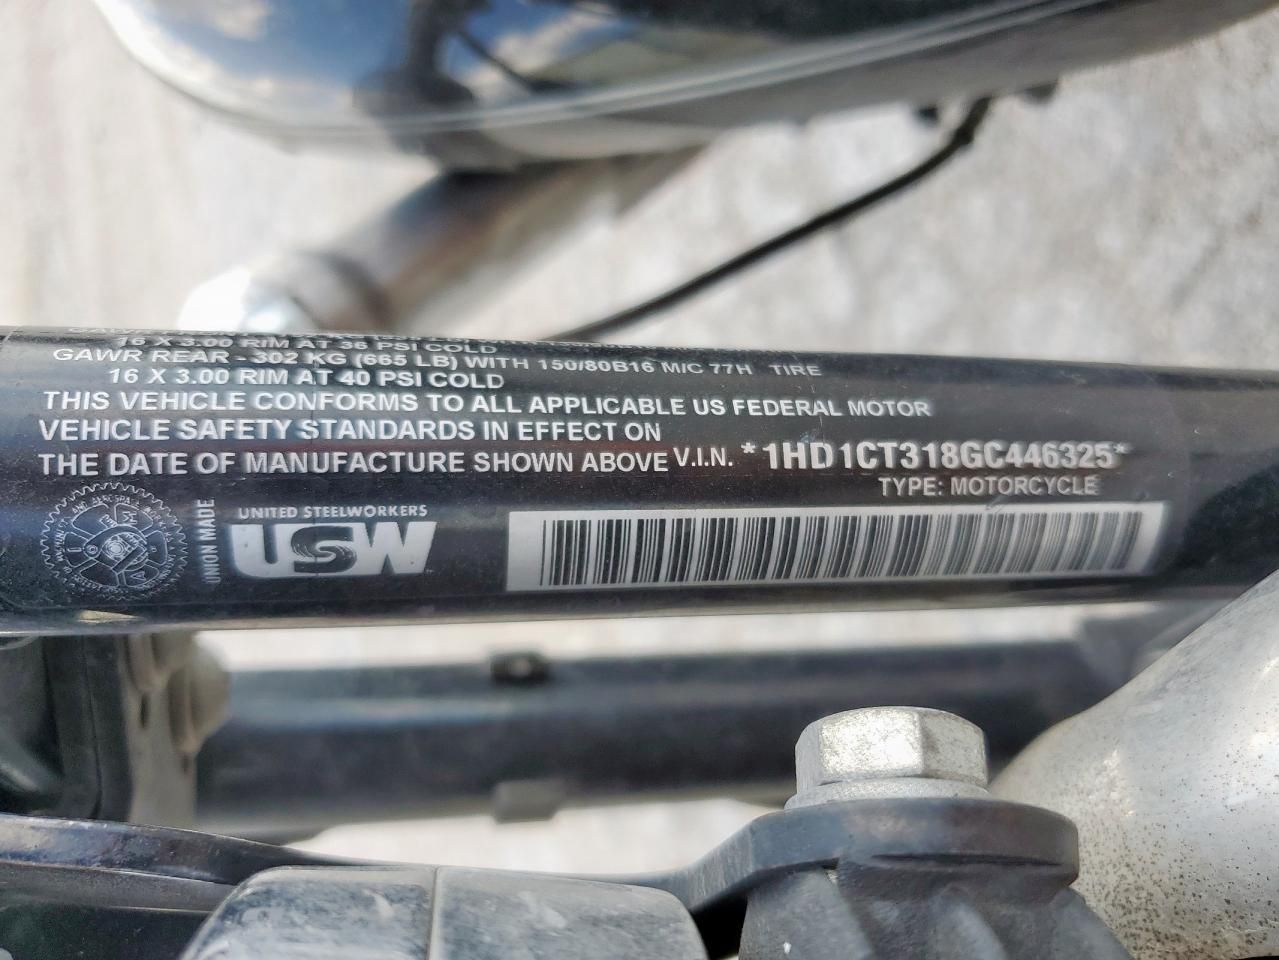 16 X 3.00 RIM AT 36 PSI COLD
GAWR REAR - 302 KG (665 LB) WITH 150/80B16 M/C 77H TIRE
16 X 3.00 RIM AT 40 PSI COLD
THIS VEHICLE CONFORMS TO ALL APPLICABLE US FEDERAL MOTOR
VEHICLE SAFETY STANDARDS IN EFFECT ON
THE DATE OF MANUFACTURE SHOWN ABOVE V.I.N. *1HD1CT318GC446325*
TYPE: MOTORCYCLE
UNION MADE
UNITED STEELWORKERS
USW